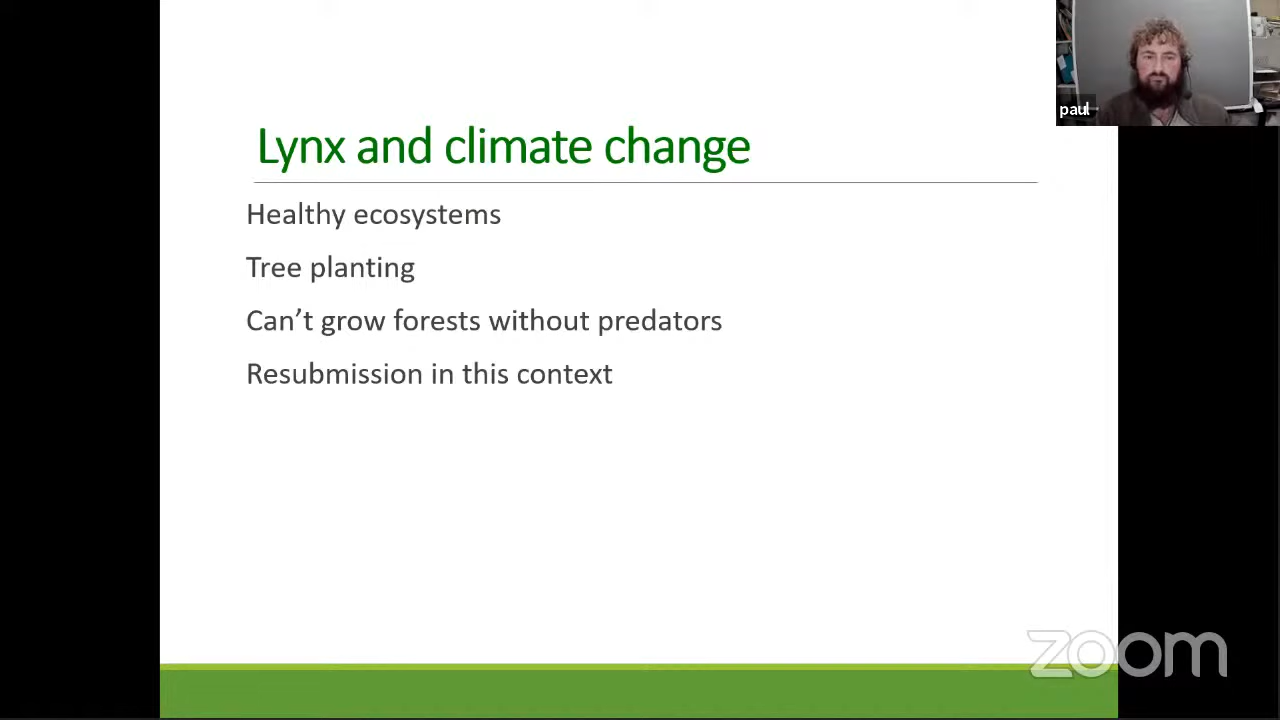 paul
Lynx and climate change
Healthy ecosystems
Tree planting
Can’t grow forests without predators
Resubmission in this context
zoom